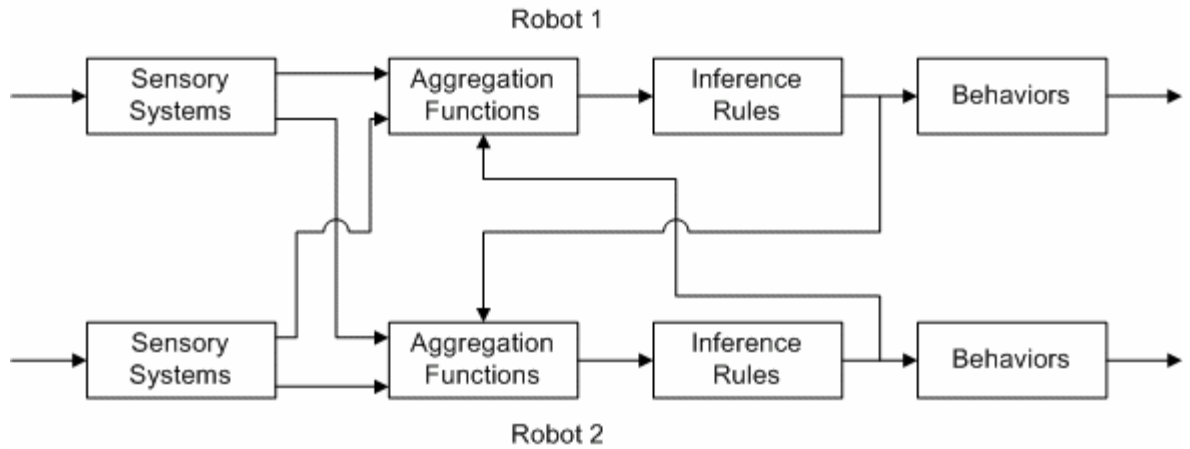 Robot 1
Sensory
Systems
Aggregation
Functions
Inference
Rules
Behaviors
Sensory
Systems
Aggregation
Functions
Inference
Rules
Behaviors
Robot 2